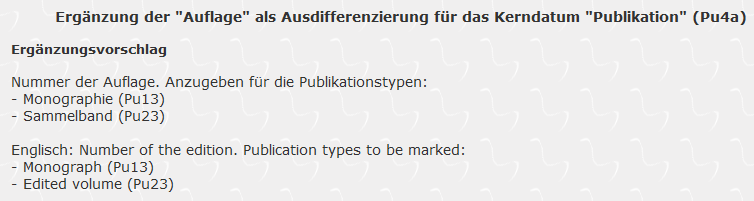 Ergänzung der "Auflage" als Ausdifferenzierung für das Kerndatum "Publikation" (Pu4a)
Ergänzungsvorschlag
Nummer der Auflage. Anzugeben für die Publikationstypen:
- Monographie (Pu13)
- Sammelband (Pu23)
Englisch: Number of the edition. Publication types to be marked:
- Monograph (Pu13)
- Edited volume (Pu23)